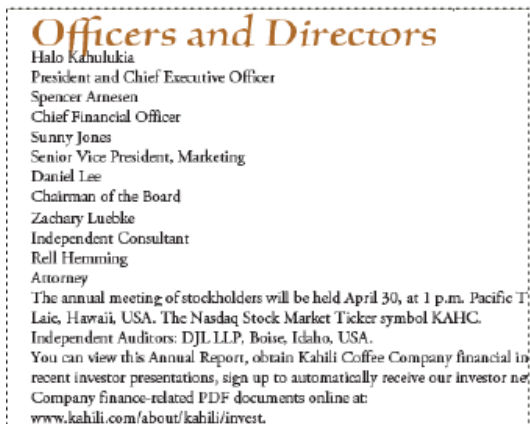 Officers and Directors
Halo Kahulukia
President and Chief Executive Officer
Spencer Arnesen
Chief Financial Officer
Sunny Jones
Senior Vice President, Marketing
Daniel Lee
Chairman of the Board
Zachary Luebke
Independent Consultant
Rell Hemming
Attorney
The annual meeting of stockholders will be held April 30, at 1 p.m. Pacific T
Laie, Hawaii, USA. The Nasdaq Stock Market Ticker symbol KAHC.
Independent Auditors: DJL LLP, Boise, Idaho, USA.
You can view this Annual Report, obtain Kahili Coffee Company financial in
recent investor presentations, sign up to automatically receive our investor ne
Company finance-related PDF documents online at:
www.kahili.com/about/kahili/invest.